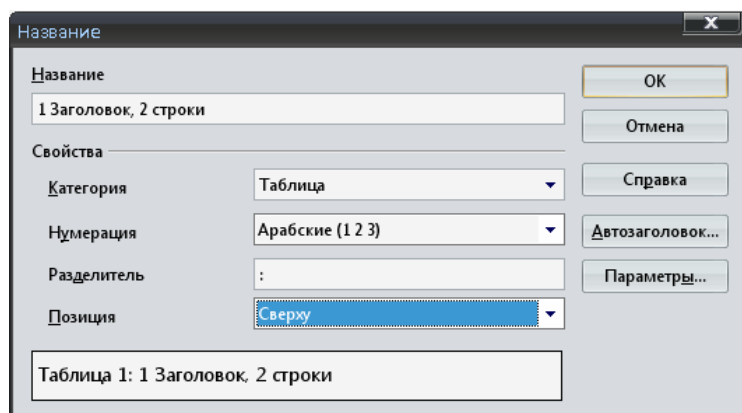 Название
Название
1 Заголовок, 2 строки
Свойства
Категория
Таблица
Нумерация
Арабские (1 2 3)
Разделитель
:
Позиция
Сверху
Таблица 1: 1 Заголовок, 2 строки
OK
Отмена
Справка
Автозаголовок...
Параметры...